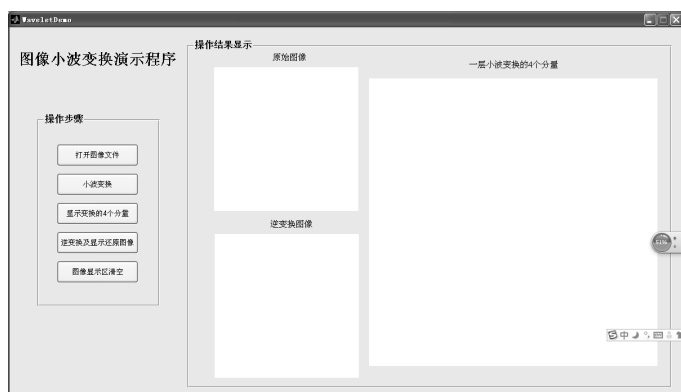 WaveletDemo
图像小波变换演示程序
操作步骤
打开图像文件
小波变换
显示变换的4个分量
逆变换及显示还原图像
图像显示区清空
操作结果显示
原始图像
一层小波变换的4个分量
逆变换图像
51%
中